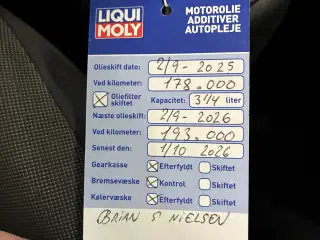 LIQUI MOLY
MOTOROLIE
ADDITIVER
AUTOPLEJE
Olieskift dato: 2/9 - 2025
Ved kilometer: 178.000
Oliefilter skiftet Kapacitet: 3 1/4 liter
Næste olieskift: 2/9 - 2026
Ved kilometer: 193.000
Senest den: 1/10 2026
Gearkasse Efterfyldt Skiftet
Bremsevæske Kontrol Skiftet
Kølervæske Efterfyldt Skiftet
BRIAN S NIELSEN